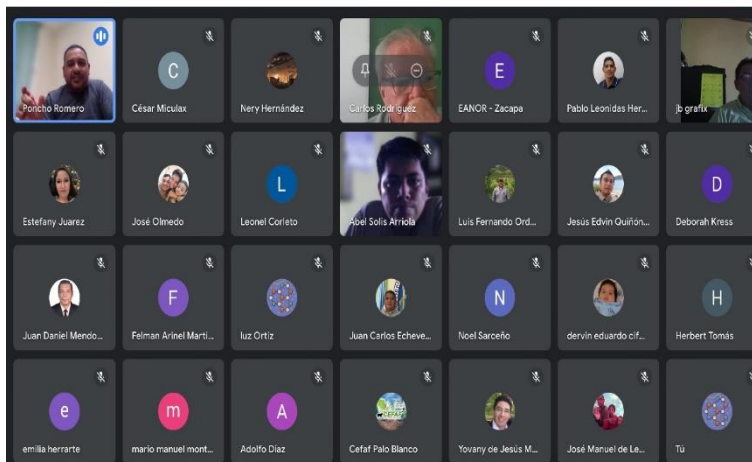 Poncho Romero
C
César Miculax
Nery Hernández
Carlos Rodríguez
E
EANOR - Zacapa
Pablo Leonidas Her...
jb grafix
Estefany Juarez
José Olmedo
L
Leonel Corleto
Abel Solis Arriola
Luis Fernando Ord...
Jesús Edvin Quiñón...
D
Deborah Kress
Juan Daniel Mendo...
F
Felman Arinel Marti...
luz Ortiz
Juan Carlos Echeve...
N
Noel Sarceño
dervin eduardo cif...
H
Herbert Tomás
e
emilia herrarte
m
mario manuel mont...
A
Adolfo Díaz
Cefaf Palo Blanco
Yovany de Jesús M...
José Manuel de Le...
Tú